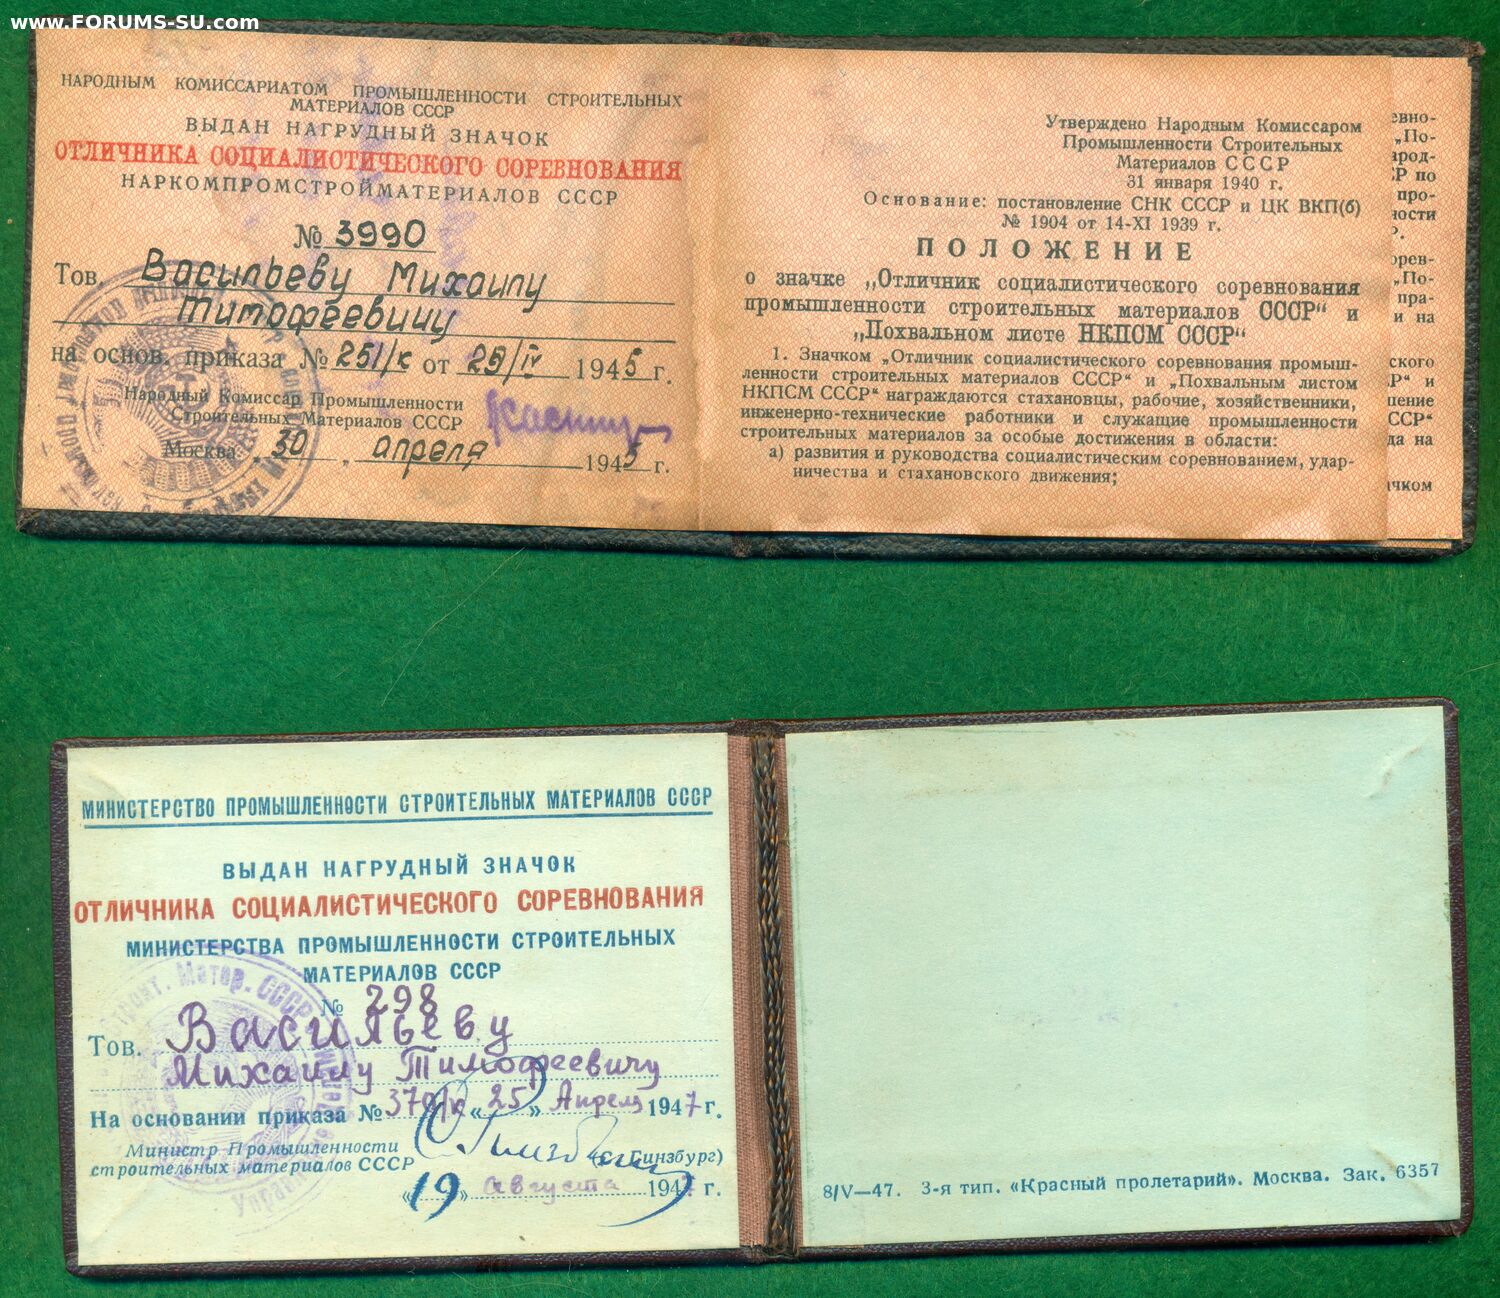 www.FORUMS-SU.com
НАРОДНЫМ КОМИССАРИАТОМ ПРОМЫШЛЕННОСТИ СТРОИТЕЛЬНЫХ
МАТЕРИАЛОВ СССР
ВЫДАН НАГРУДНЫЙ ЗНАЧОК
ОТЛИЧНИКА СОЦИАЛИСТИЧЕСКОГО СОРЕВНОВАНИЯ
НАРКОМПРОМСТРОЙМАТЕРИАЛОВ СССР
№ 3990
Тов. Васильеву Михаилу
Тимофеевичу
на основ. приказа № 251/к от 25/IV 1945 г.
Народный Комиссар Промышленности
Строительных Материалов СССР
Москва „30 „ апреля 1945 г.
Утверждено Народным Комиссаром
Промышленности Строительных
Материалов СССР
31 января 1940 г.
Основание: постановление СНК СССР и ЦК ВКП(б)
№ 1904 от 14-XI 1939 г.
ПОЛОЖЕНИЕ
о значке „Отличник социалистического соревнования
промышленности строительных материалов СССР“ и
„Похвальном листе НКПСМ СССР“
1. Значком „Отличник социалистического соревнования промыш-
ленности строительных материалов СССР“ и „Похвальным листом
НКПСМ СССР“ награждаются стахановцы, рабочие, хозяйственники,
инженерно-технические работники и служащие промышленности
строительных материалов за особые достижения в области:
а) развития и руководства социалистическим соревнованием, удар-
ничества и стахановского движения;
МИНИСТЕРСТВО ПРОМЫШЛЕННОСТИ СТРОИТЕЛЬНЫХ МАТЕРИАЛОВ СССР
ВЫДАН НАГРУДНЫЙ ЗНАЧОК
ОТЛИЧНИКА СОЦИАЛИСТИЧЕСКОГО СОРЕВНОВАНИЯ
МИНИСТЕРСТВА ПРОМЫШЛЕННОСТИ СТРОИТЕЛЬНЫХ
МАТЕРИАЛОВ СССР
№ 298
Тов. Васильеву
Михаилу Тимофеевичу
На основании приказа № 370/к «25» Апреля 1947 г.
Министр Промышленности
строительных материалов СССР (С. Гинзбург)
«19» августа 1947 г.
8/V—47. 3-я тип. «Красный пролетарий». Москва. Зак. 6357